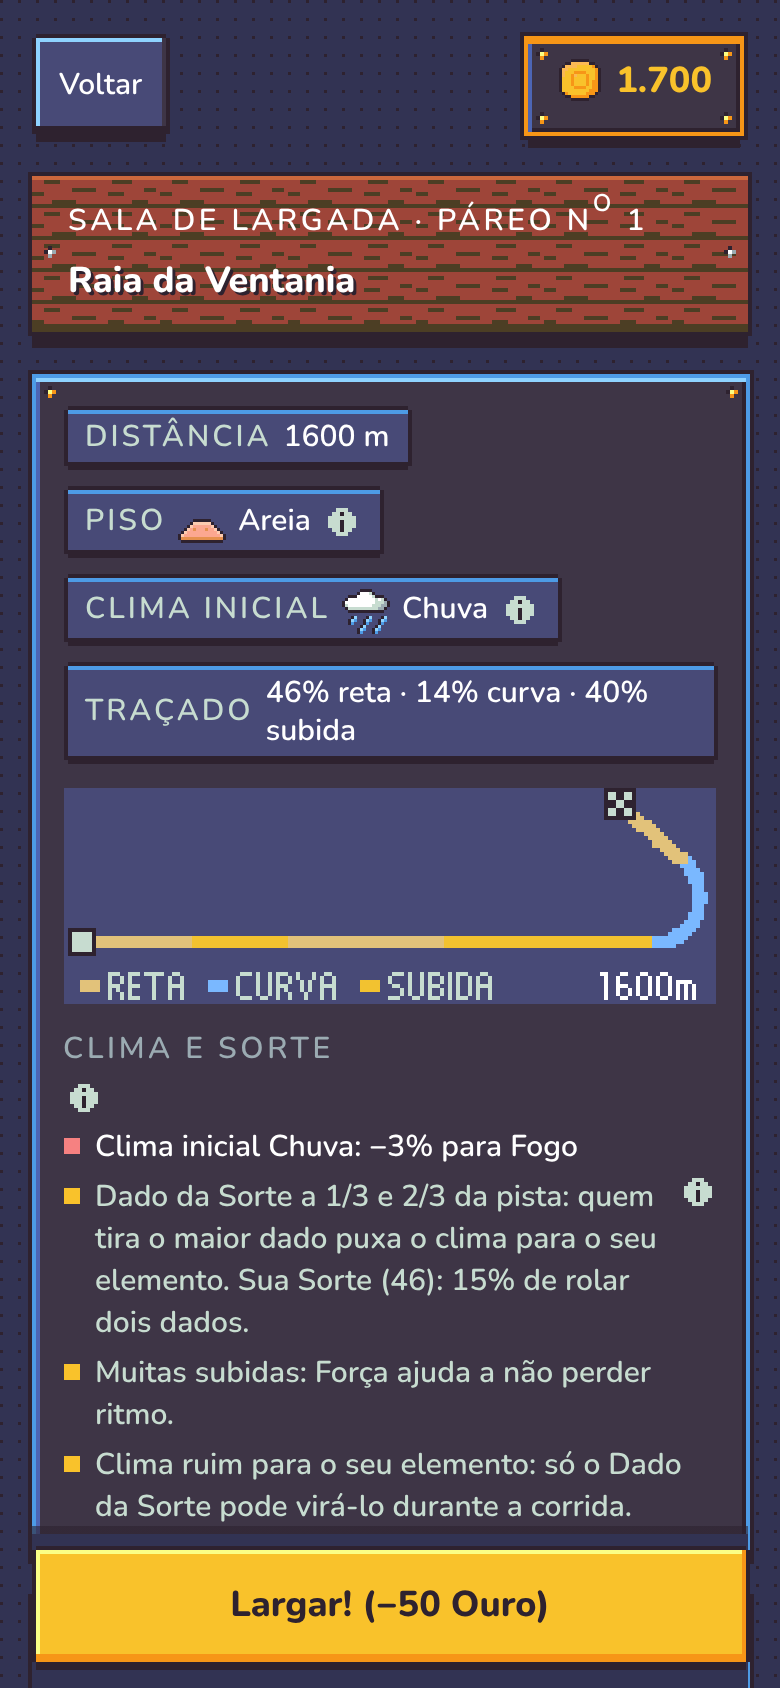 Voltar
1.700
SALA DE LARGADA · PÁREO Nº 1
Raia da Ventania
DISTÂNCIA 1600 m
PISO Areia
CLIMA INICIAL Chuva
TRAÇADO 46% reta · 14% curva · 40%
subida
RETA CURVA SUBIDA 1600m
CLIMA E SORTE
Clima inicial Chuva: −3% para Fogo
Dado da Sorte a 1/3 e 2/3 da pista: quem
tira o maior dado puxa o clima para o seu
elemento. Sua Sorte (46): 15% de rolar
dois dados.
Muitas subidas: Força ajuda a não perder
ritmo.
Clima ruim para o seu elemento: só o Dado
da Sorte pode virá-lo durante a corrida.
Largar! (−50 Ouro)